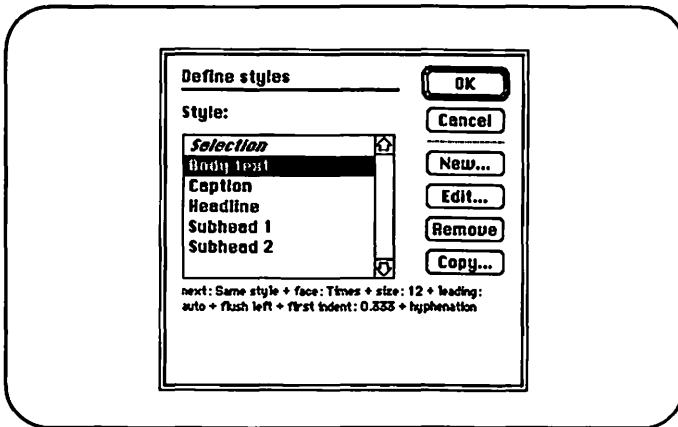 Define styles
OK
Style:
Cancel
Selection
Body text
New...
Caption
Edit...
Headline
Subhead 1
Remove
Subhead 2
Copy...
next: Same style + face: Times + size: 12 + leading:
auto + flush left + first indent: 0.333 + hyphenation